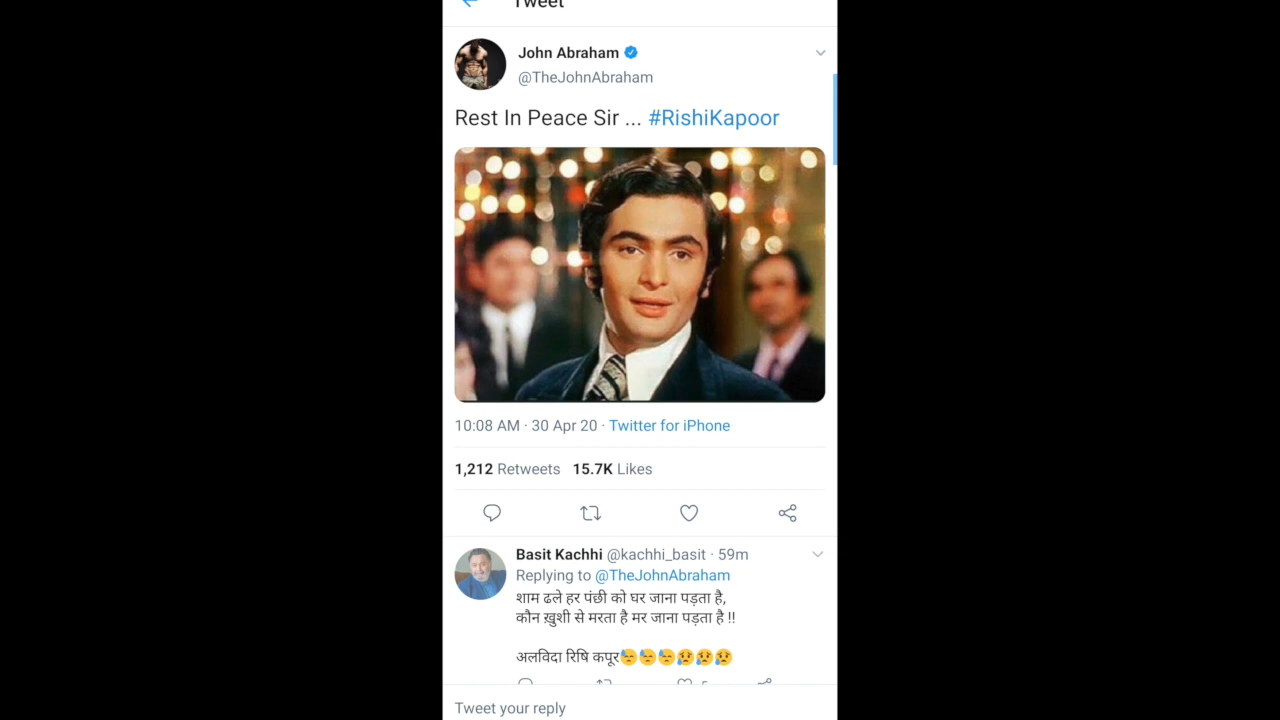 Tweet
John Abraham
@TheJohnAbraham
Rest In Peace Sir ... #RishiKapoor
10:08 AM · 30 Apr 20 · Twitter for iPhone
1,212 Retweets 15.7K Likes
Basit Kachhi @kachhi_basit · 59m
Replying to @TheJohnAbraham
शाम ढले हर पंछी को घर जाना पड़ता है,
कौन ख़ुशी से मरता है मर जाना पड़ता है !!
अलविदा रिषि कपूर😓😓😓😢😢😢
Tweet your reply